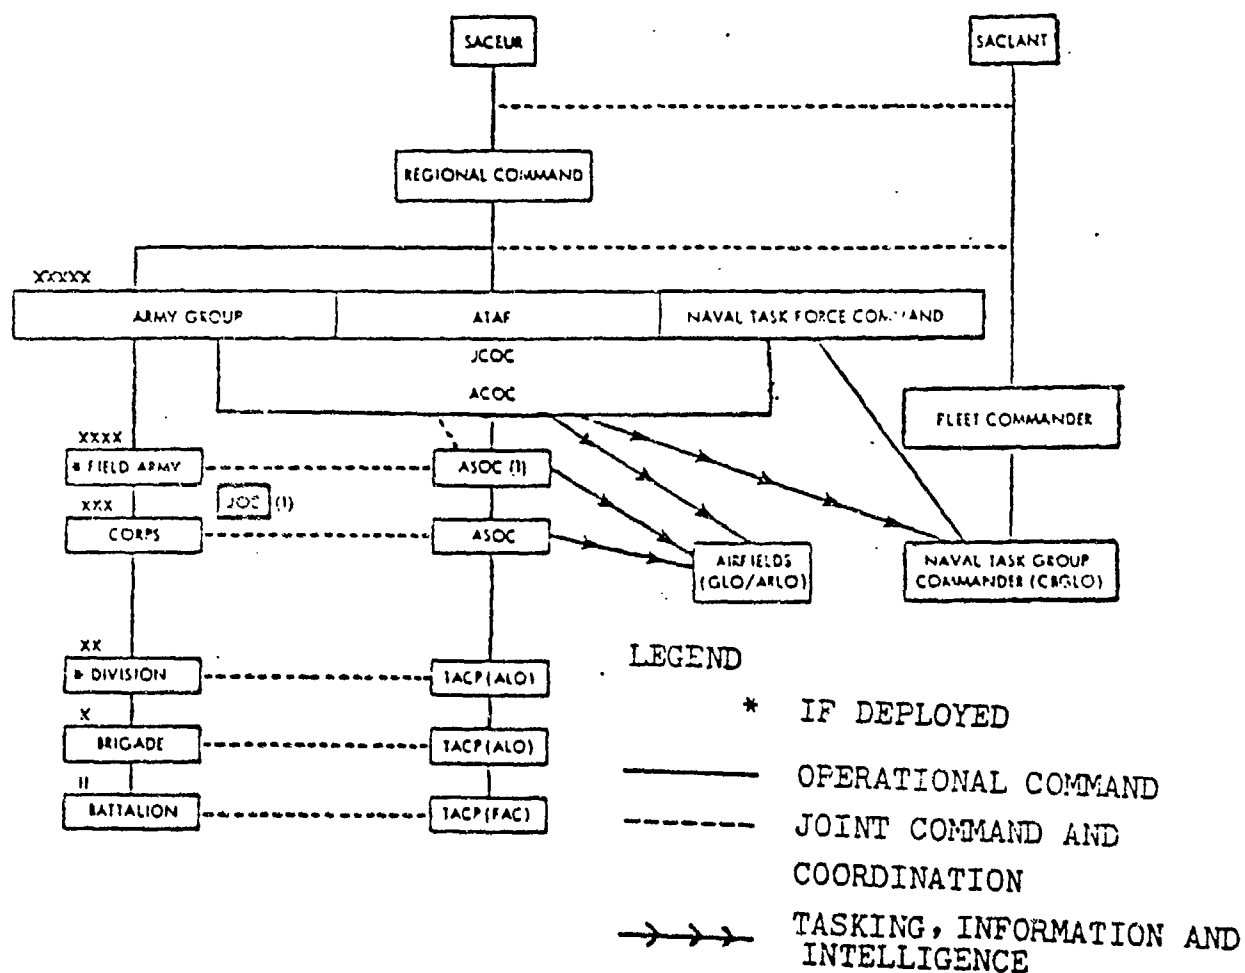 SACEUR
SACLANT
REGIONAL COMMAND
XXXXX
ARMY GROUP
ATAF
NAVAL TASK FORCE COMMAND
JCOC
ACOC
FLEET COMMANDER
XXXX
* FIELD ARMY
ASOC (1)
XXX
JOC (1)
CORPS
ASOC
AIRFIELDS
(GLO/ARLO)
NAVAL TASK GROUP
COMMANDER (CBGLO)
XX
* DIVISION
TACP (ALO)
X
BRIGADE
TACP (ALO)
II
BATTALION
TACP (FAC)
LEGEND
* IF DEPLOYED
OPERATIONAL COMMAND
JOINT COMMAND AND
COORDINATION
TASKING, INFORMATION AND
INTELLIGENCE